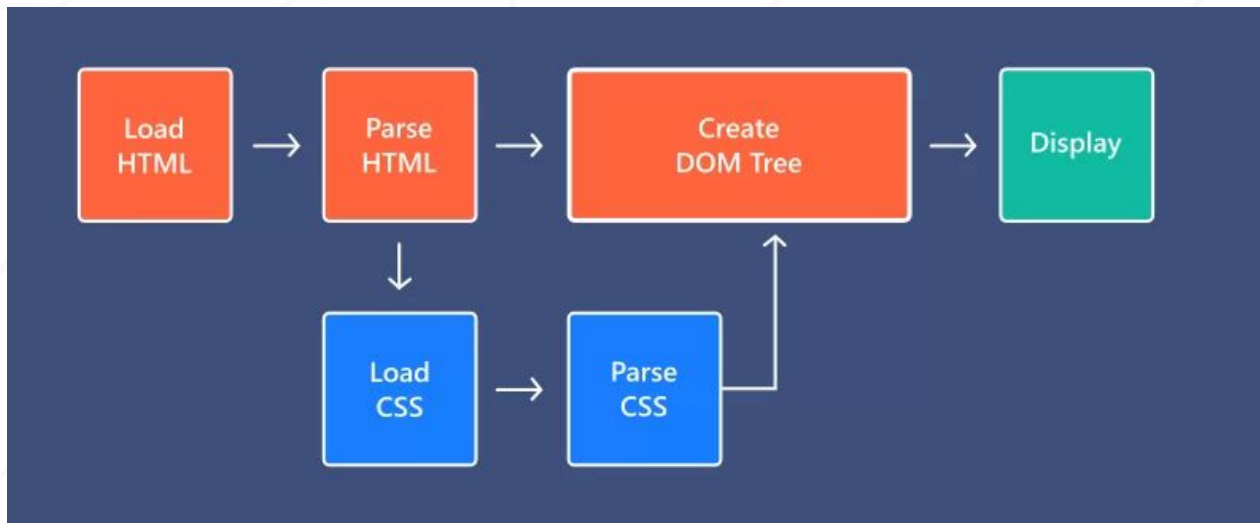 Load
HTML
Parse
HTML
Create
DOM Tree
Display
Load
CSS
Parse
CSS